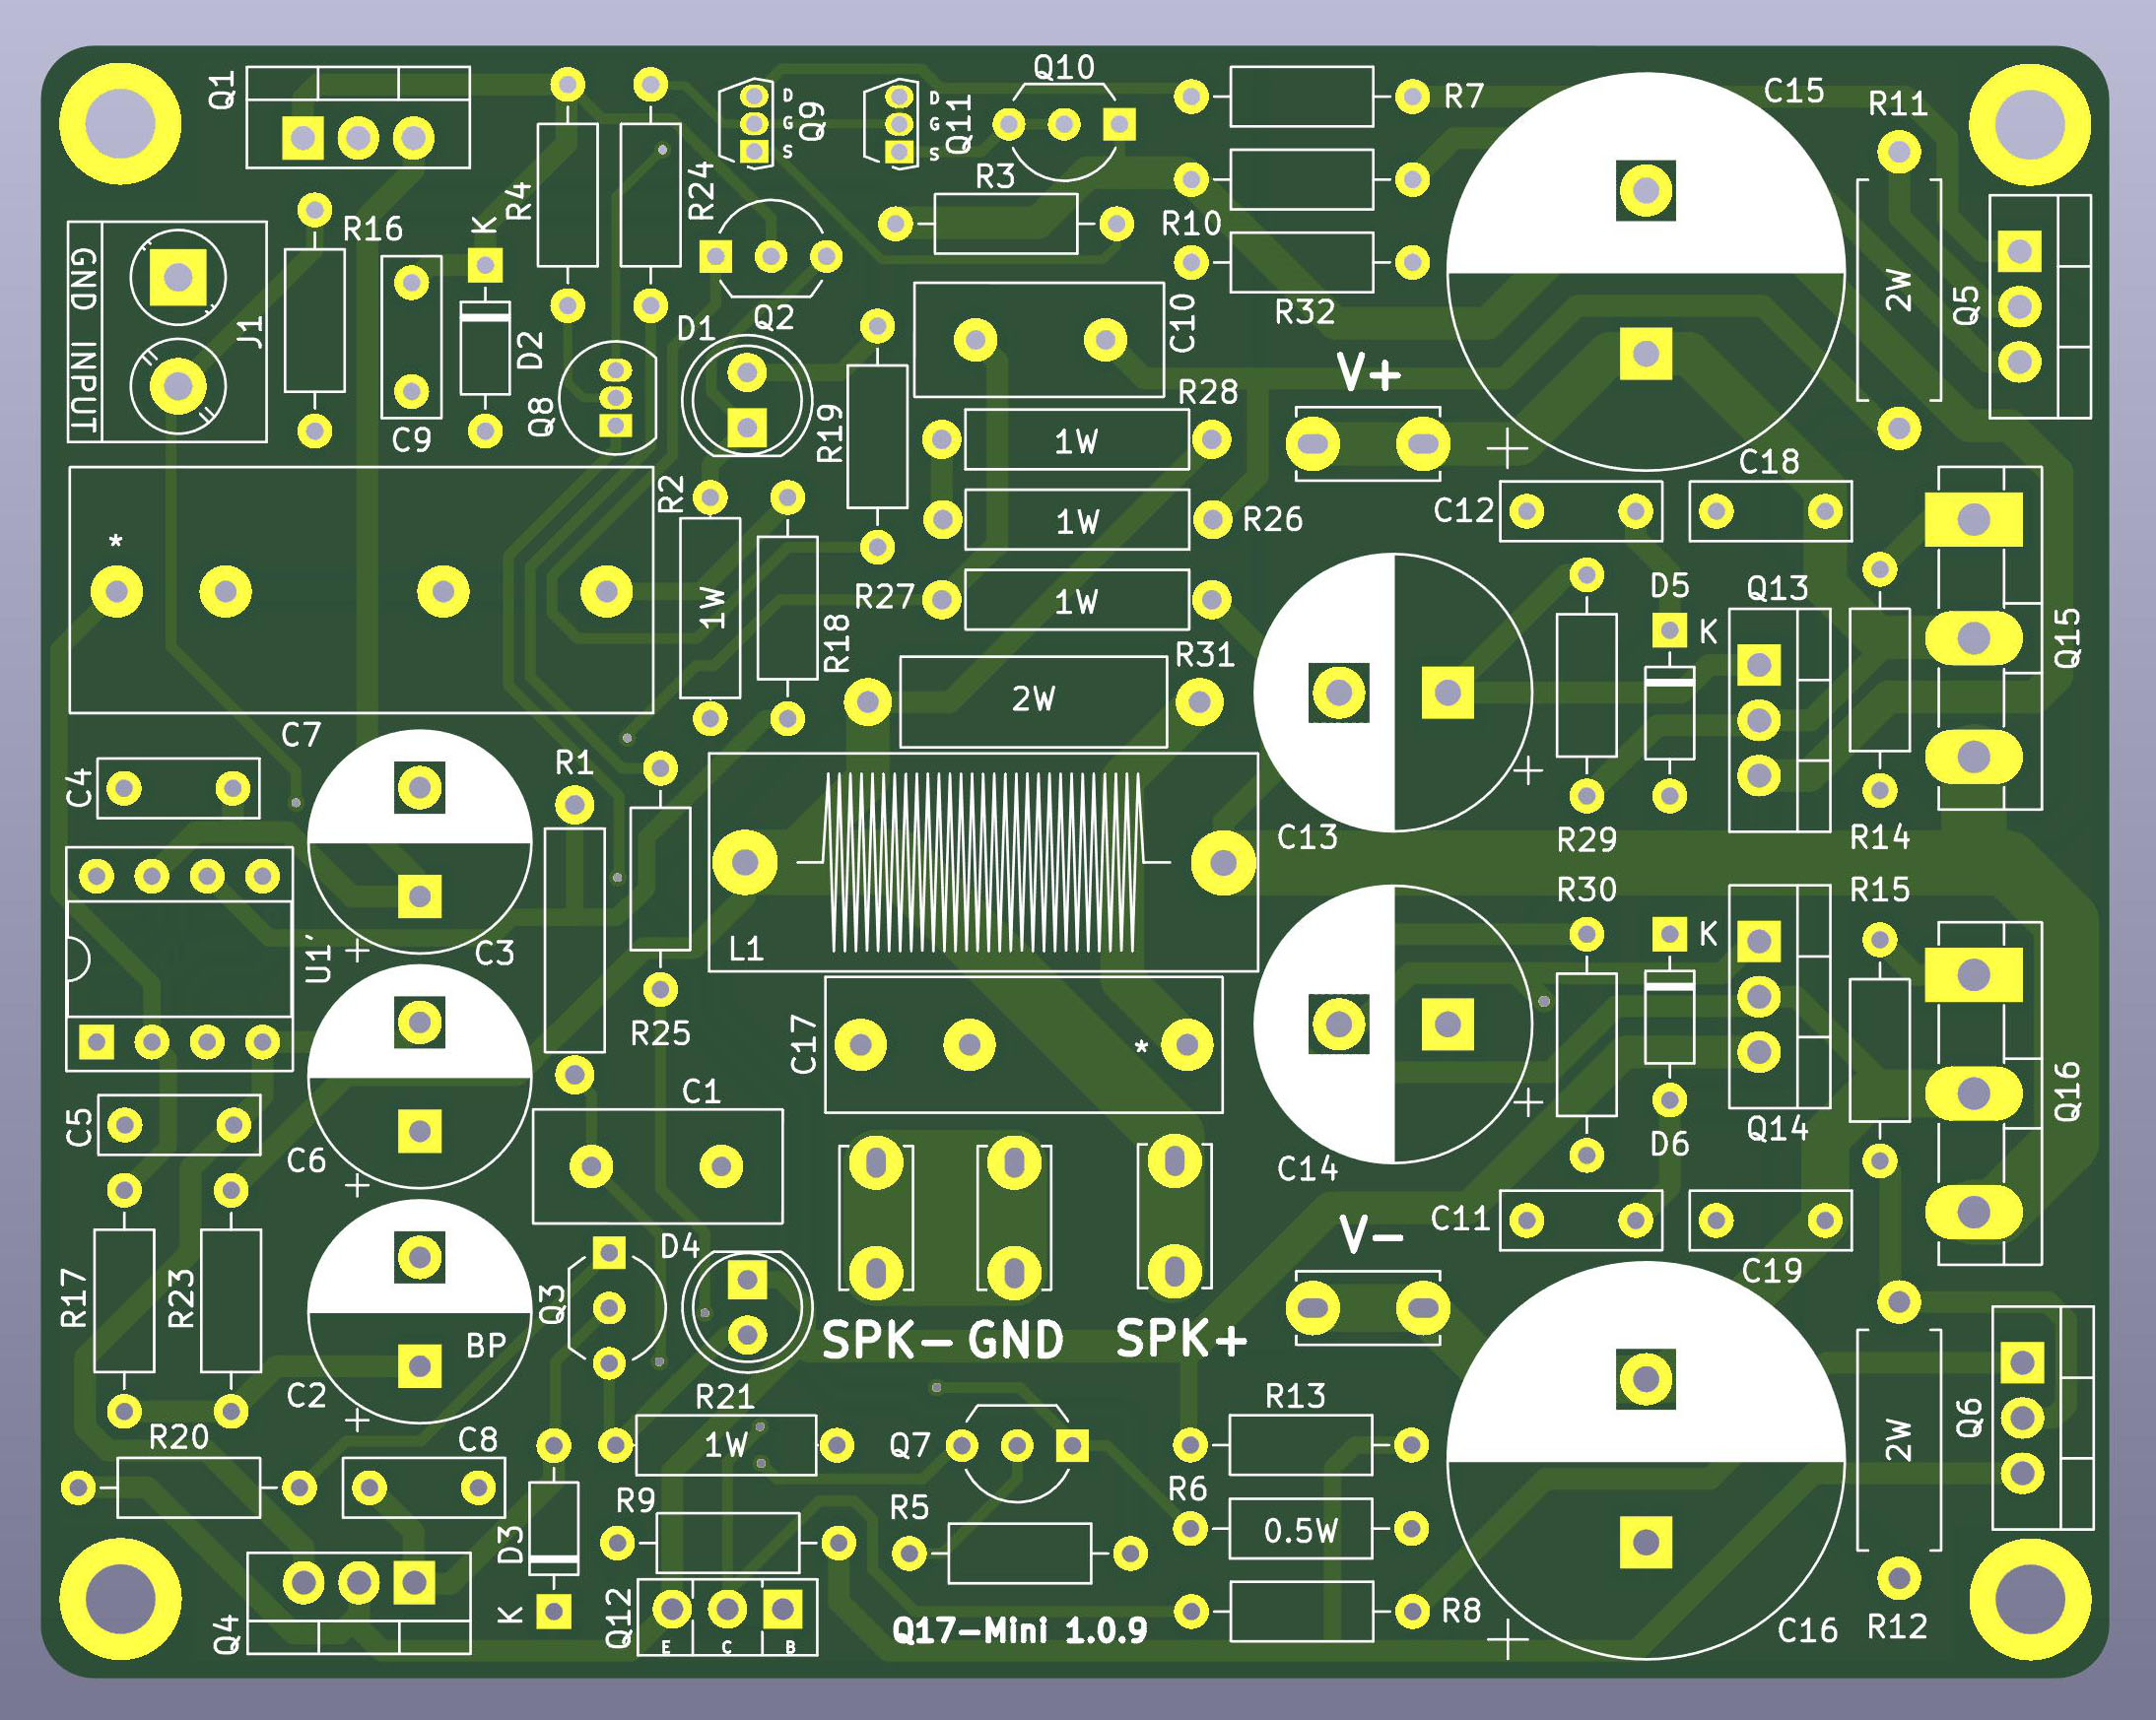 Q1
R4
R24
D
G
S
Q9
D
G
S
Q11
Q10
R7
C15
R11
R16
K
R3
R10
GND INPUT
J1
D2
C9
Q8
D1
Q2
R19
C10
R32
R28
V+
2W
Q5
R2
1W
R26
C12
C18
*
1W
R27
1W
1W
R18
D5
K
Q13
Q15
R31
2W
C7
C4
R1
C13
R29
R14
C3
U1′
L1
R30
K
R15
R25
C17
*
C5
C6
C1
C14
D6
Q14
Q16
C11
C19
V-
R17
R23
BP
C2
Q3
D4
SPK-
GND
SPK+
R20
C8
R21
1W
Q7
R13
R6
2W
Q6
D3
R9
R5
0.5W
K
Q4
Q12
E
C
B
Q17-Mini 1.0.9
R8
C16
R12
+
+
+
+
+
+
+